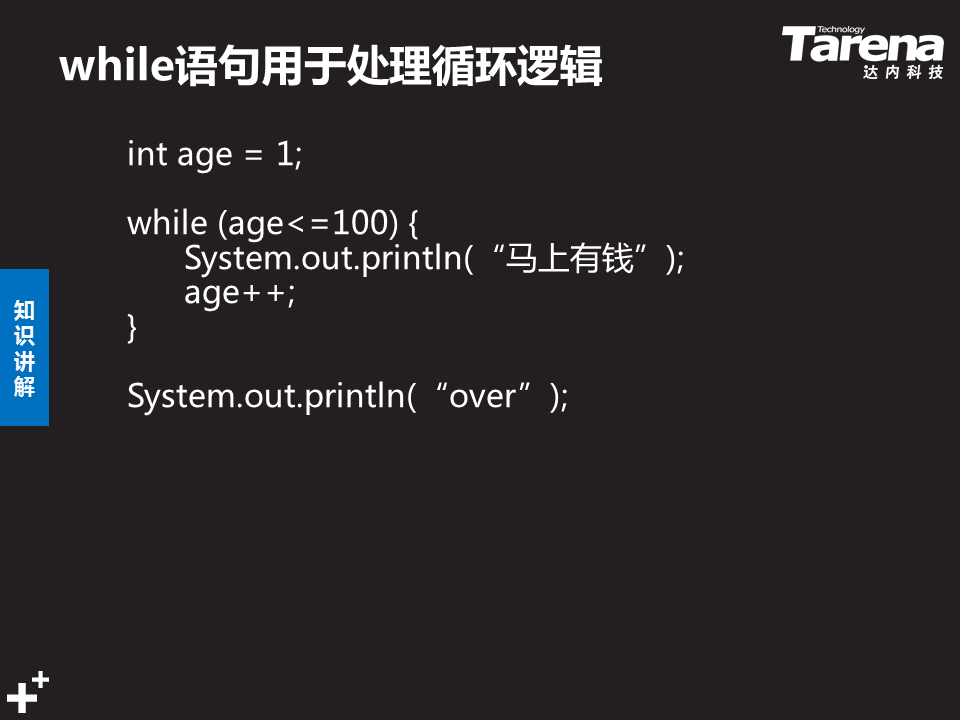 while语句用于处理循环逻辑
Technology
Tarena
达内科技
int age = 1;
while (age<=100) {
System.out.println(“马上有钱”);
age++;
}
System.out.println(“over”);
知识讲解